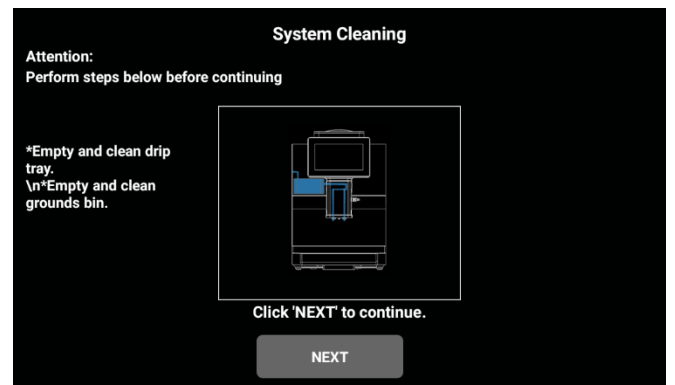 System Cleaning
Attention:
Perform steps below before continuing
*Empty and clean drip
tray.
\n*Empty and clean
grounds bin.
Click 'NEXT' to continue.
NEXT